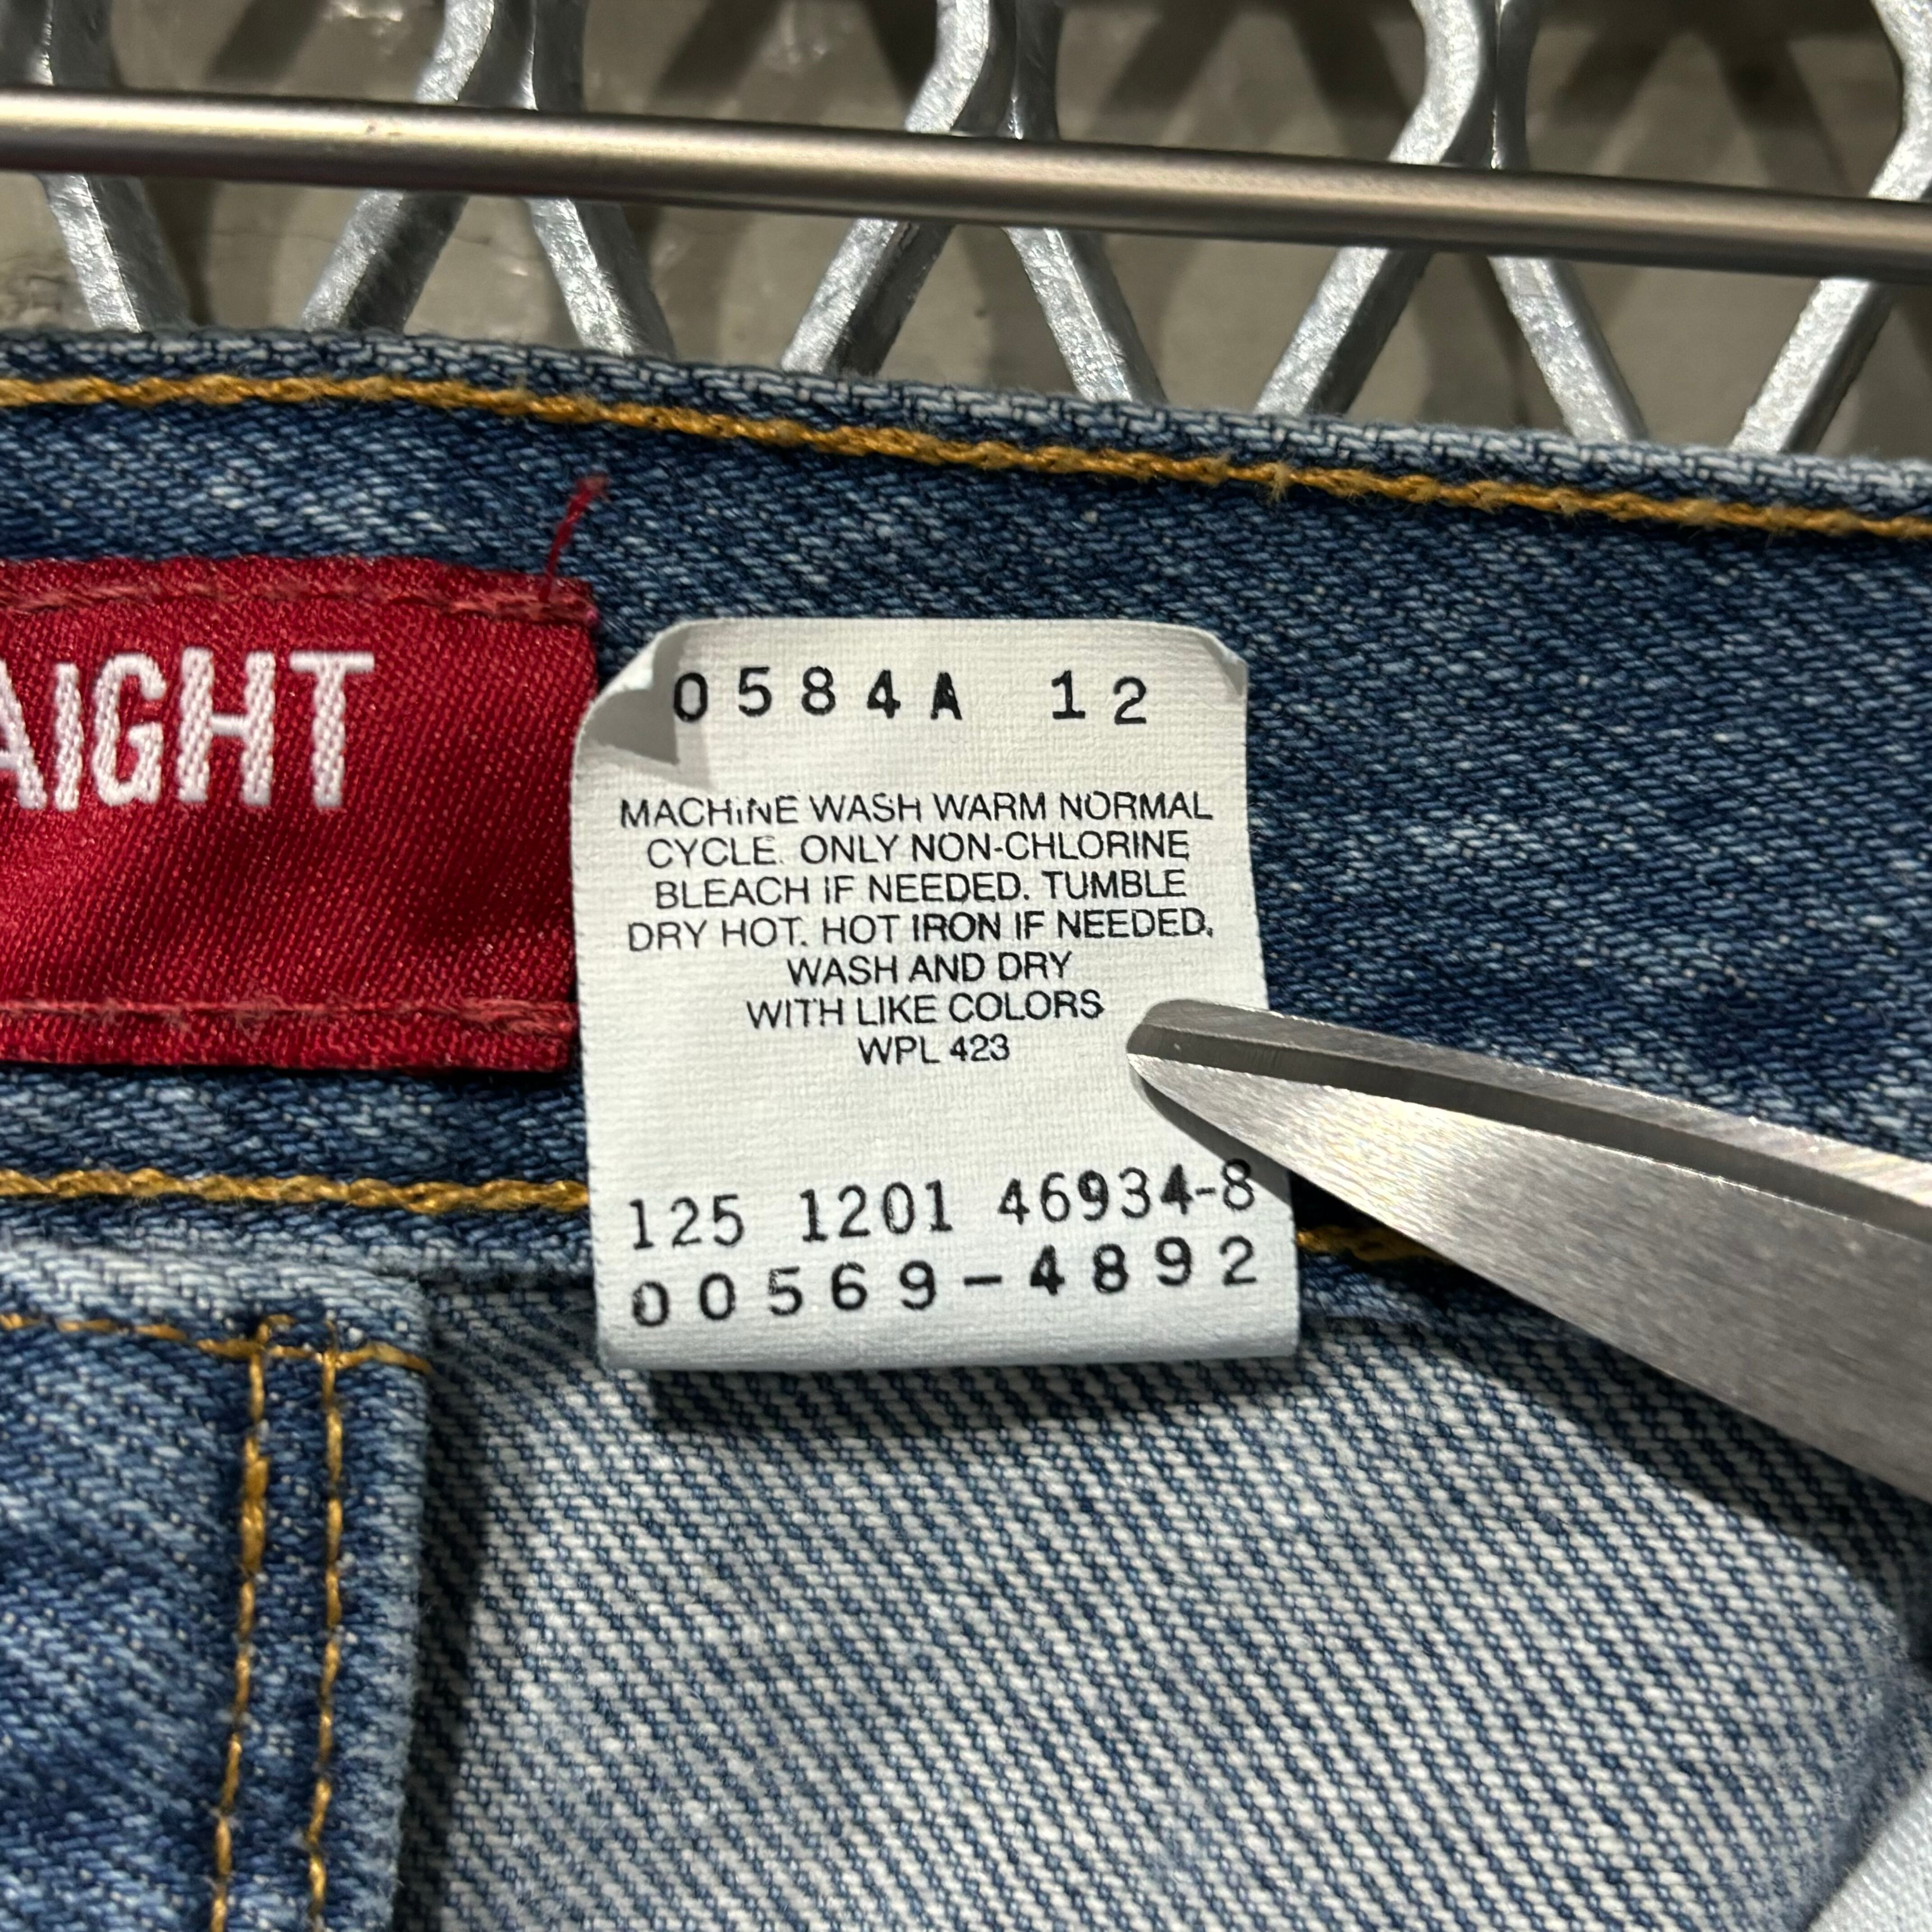 AIGHT
0584A 12
MACHINE WASH WARM NORMAL
CYCLE. ONLY NON-CHLORINE
BLEACH IF NEEDED. TUMBLE
DRY HOT. HOT IRON IF NEEDED.
WASH AND DRY
WITH LIKE COLORS
WPL 423
125 1201 46934-8
00569-4892